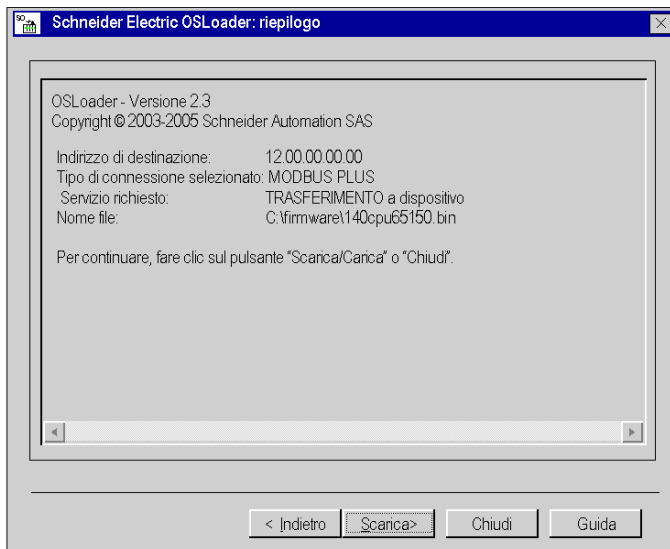 SO
Schneider Electric OSLoader: riepilogo
OSLoader - Versione 2.3
Copyright © 2003-2005 Schneider Automation SAS
Indirizzo di destinazione: 12.00.00.00.00
Tipo di connessione selezionato: MODBUS PLUS
Servizio richiesto: TRASFERIMENTO a dispositivo
Nome file: C:\firmware\140cpu65150.bin
Per continuare, fare clic sul pulsante “Scarica/Carica” o “Chiudi”.
< Indietro
Scarica>
Chiudi
Guida